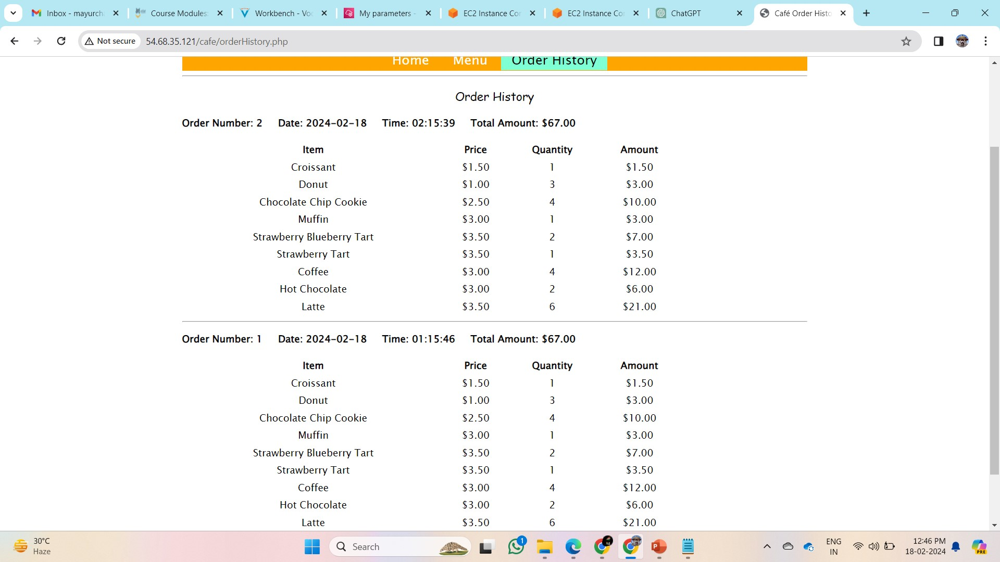 Inbox - mayurch
Course Modules:
Workbench - Voc
My parameters -
EC2 Instance Con
EC2 Instance Con
ChatGPT
Café Order Histo
Not secure
54.68.35.121/cafe/orderHistory.php
Home Menu Order History
Order History
Order Number: 2 Date: 2024-02-18 Time: 02:15:39 Total Amount: $67.00
Item Price Quantity Amount
Croissant $1.50 1 $1.50
Donut $1.00 3 $3.00
Chocolate Chip Cookie $2.50 4 $10.00
Muffin $3.00 1 $3.00
Strawberry Blueberry Tart $3.50 2 $7.00
Strawberry Tart $3.50 1 $3.50
Coffee $3.00 4 $12.00
Hot Chocolate $3.00 2 $6.00
Latte $3.50 6 $21.00
Order Number: 1 Date: 2024-02-18 Time: 01:15:46 Total Amount: $67.00
Item Price Quantity Amount
Croissant $1.50 1 $1.50
Donut $1.00 3 $3.00
Chocolate Chip Cookie $2.50 4 $10.00
Muffin $3.00 1 $3.00
Strawberry Blueberry Tart $3.50 2 $7.00
Strawberry Tart $3.50 1 $3.50
Coffee $3.00 4 $12.00
Hot Chocolate $3.00 2 $6.00
Latte $3.50 6 $21.00
30°C
Haze
Search
1
ENG
IN
12:46 PM
18-02-2024
PRE